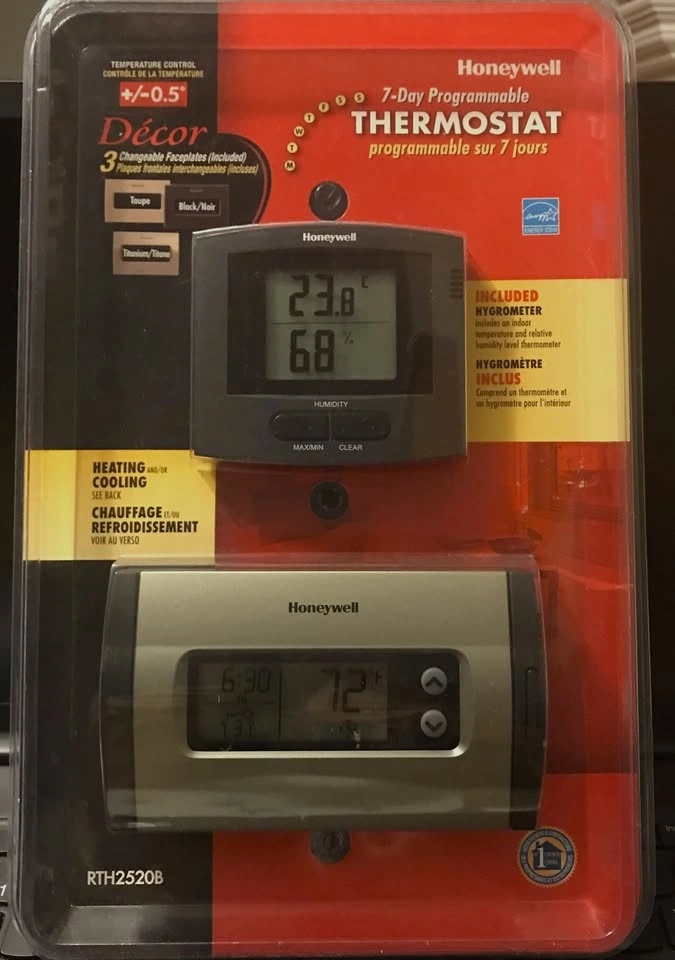 TEMPERATURE CONTROL
CONTRÔLE DE LA TEMPÉRATURE
+/-0.5°
Honeywell
7-Day Programmable
THERMOSTAT
programmable sur 7 jours
M T W T F S S
Décor
3 Changeable Faceplates (Included)
Plaques frontales interchangeables (incluses)
Taupe
Black/Noir
Titanium/Titane
ENERGY STAR
Honeywell
23.8
68 %
HUMIDITY
MAX/MIN CLEAR
INCLUDED
HYGROMETER
includes an indoor
temperature and relative
humidity level thermometer
HYGROMÈTRE
INCLUS
Comprend un thermomètre et
un hygromètre pour l'intérieur
HEATING AND/OR
COOLING
SEE BACK
CHAUFFAGE ET/OU
REFROIDISSEMENT
VOIR AU VERSO
Honeywell
6:30
72°F
RTH2520B
1